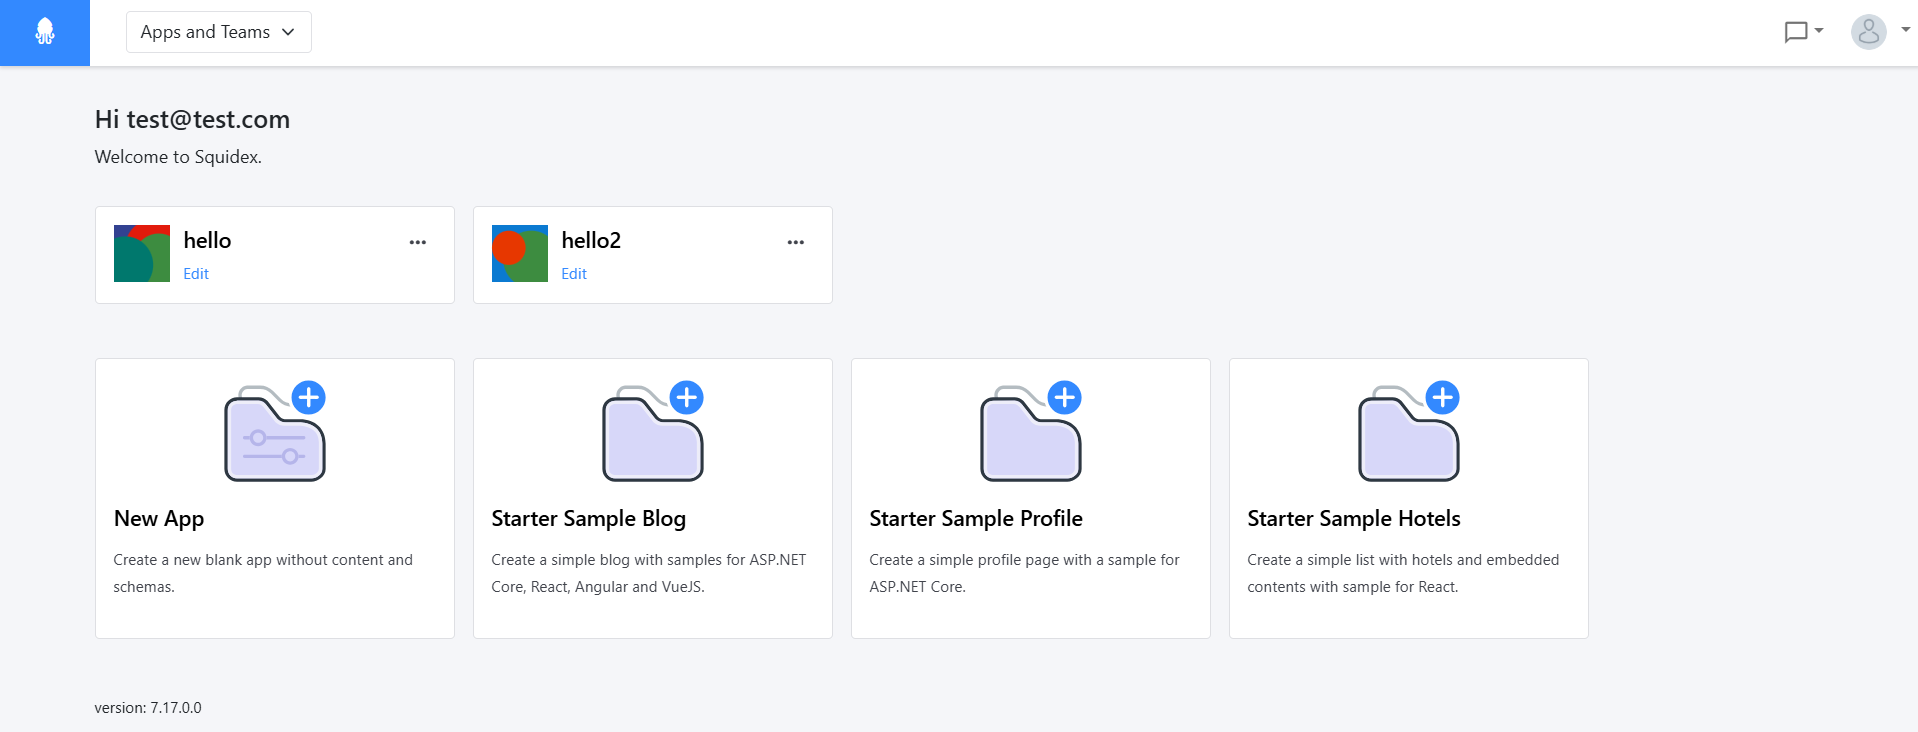 Apps and Teams
Hi test@test.com
Welcome to Squidex.
hello
Edit
hello2
Edit
New App
Create a new blank app without content and
schemas.
Starter Sample Blog
Create a simple blog with samples for ASP.NET
Core, React, Angular and VueJS.
Starter Sample Profile
Create a simple profile page with a sample for
ASP.NET Core.
Starter Sample Hotels
Create a simple list with hotels and embedded
contents with sample for React.
version: 7.17.0.0